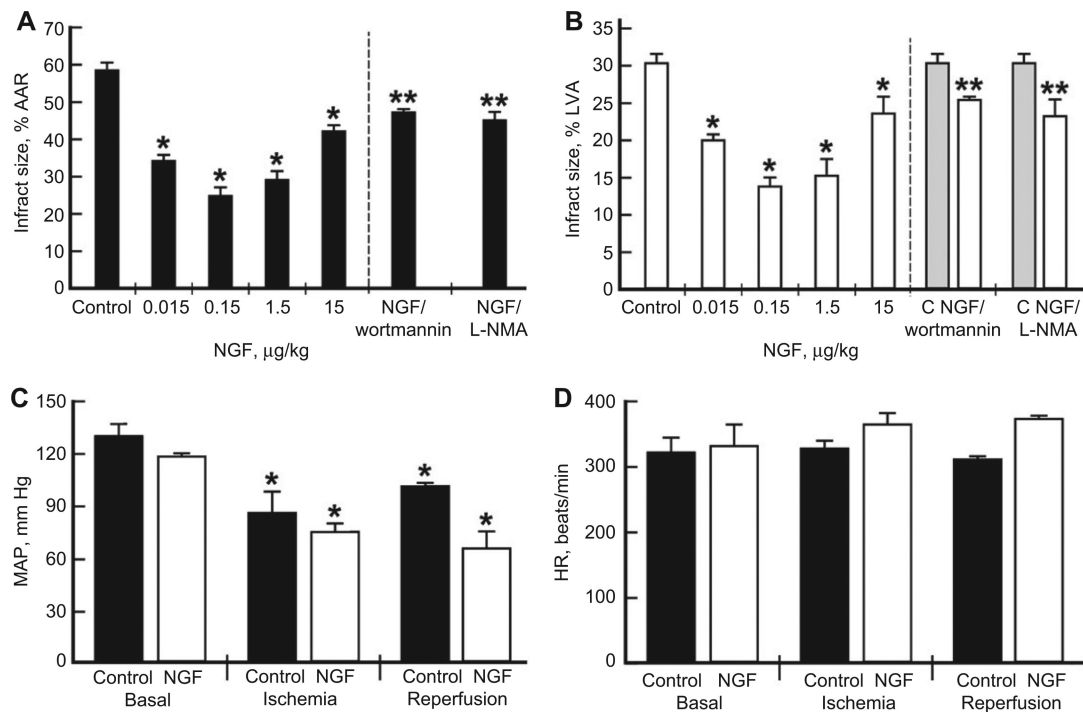 A
Infract size, % AAR
70
60
50
40
30
20
10
0
*
*
*
*
**
**
Control 0.015 0.15 1.5 15 NGF/ NGF/
wortmannin L-NMA
NGF, μg/kg
B
Infract size, % LVA
35
30
25
20
15
10
5
0
*
*
*
*
**
**
Control 0.015 0.15 1.5 15 C NGF/ C NGF/
wortmannin L-NMA
NGF, μg/kg
C
MAP, mm Hg
150
120
90
60
30
0
*
*
*
*
Control NGF Control NGF Control NGF
Basal Ischemia Reperfusion
D
HR, beats/min
400
300
200
100
0
Control NGF Control NGF Control NGF
Basal Ischemia Reperfusion